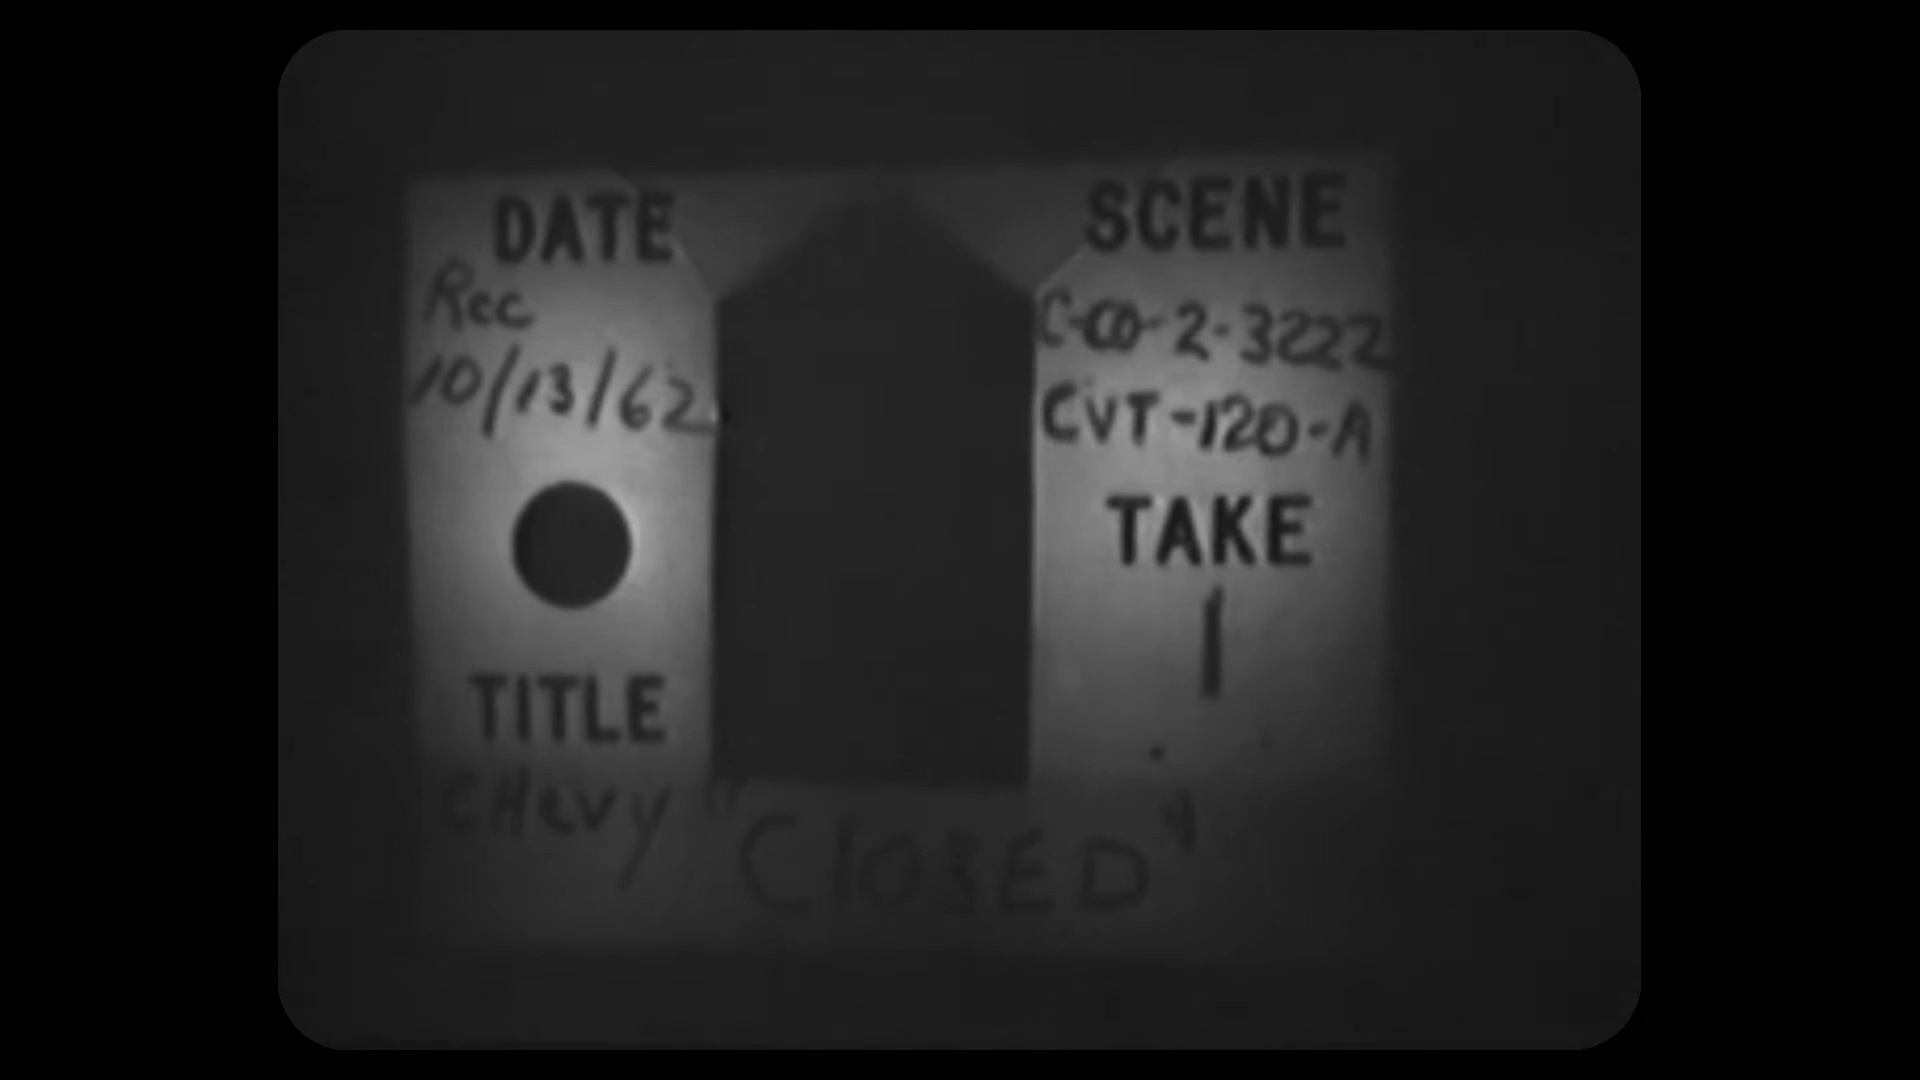 DATE
Rec
10/13/62
TITLE
CHevy "ClOSED"
SCENE
C-CO-2-3222
CVT-120-A
TAKE
1